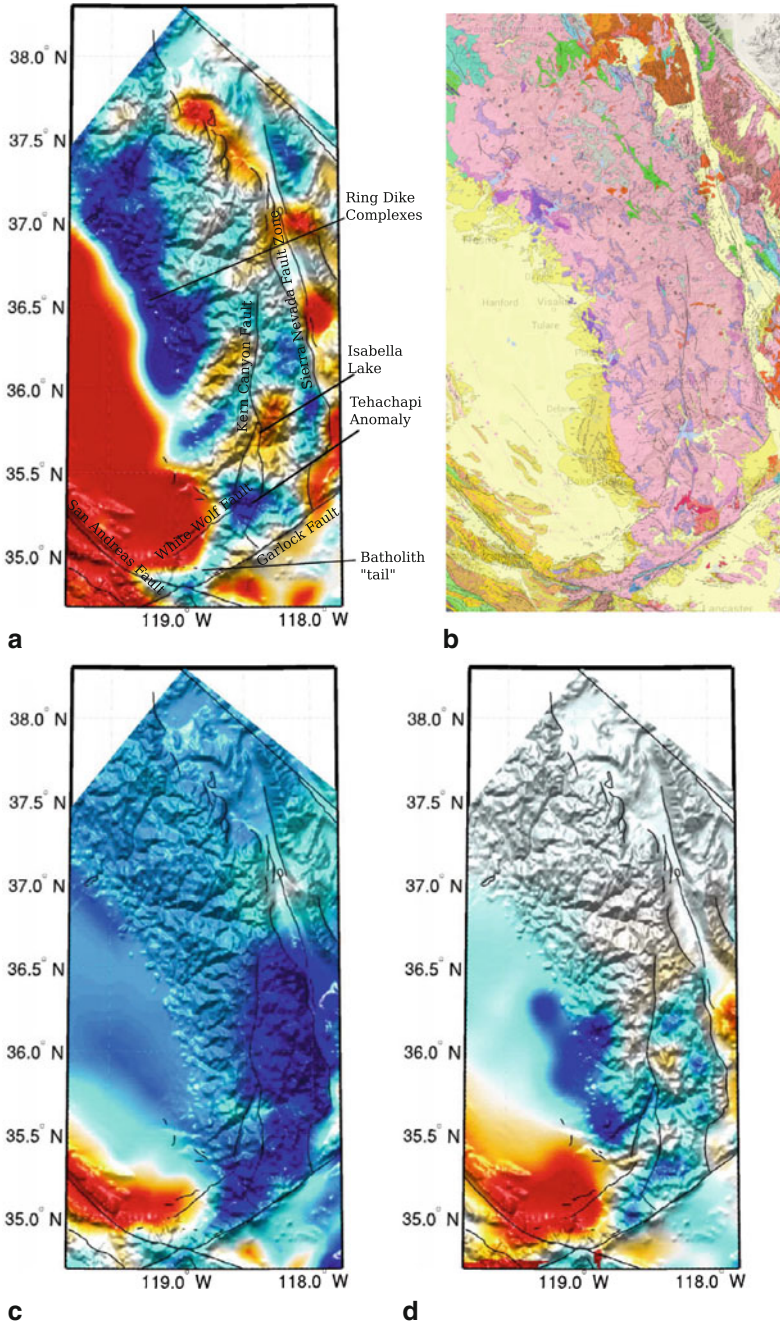 38.0° N
37.5° N
37.0° N
36.5° N
36.0° N
35.5° N
35.0° N
119.0° W
118.0° W
Ring Dike
Complexes
Isabella
Lake
Tehachapi
Anomaly
Batholith
"tail"
Sierra Nevada Fault Zone
Kern Canyon Fault
White Wolf Fault
San Andreas Fault
Garlock Fault
a
Fresno
Hanford
Visalia
Tulare
Delano
Lancaster
b
38.0° N
37.5° N
37.0° N
36.5° N
36.0° N
35.5° N
35.0° N
119.0° W
118.0° W
c
38.0° N
37.5° N
37.0° N
36.5° N
36.0° N
35.5° N
35.0° N
119.0° W
118.0° W
d